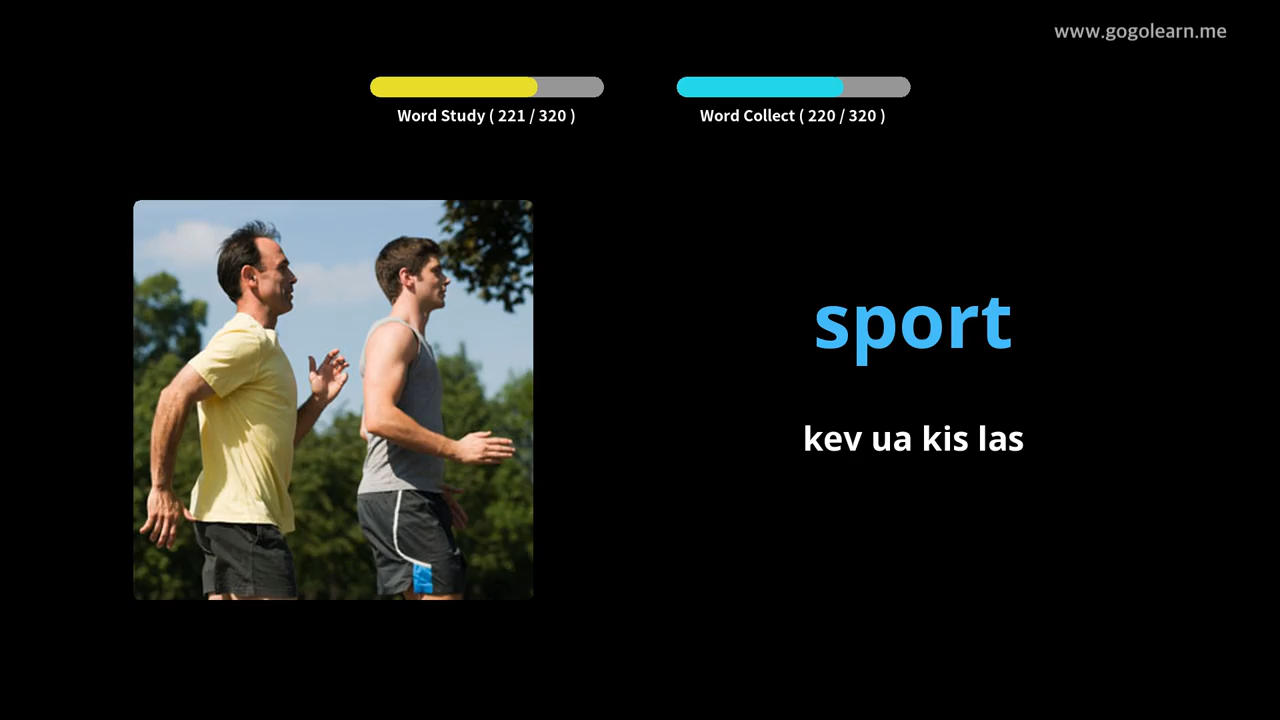 www.gogolearn.me
Word Study ( 221 / 320 )
Word Collect ( 220 / 320 )
sport
kev ua kis las